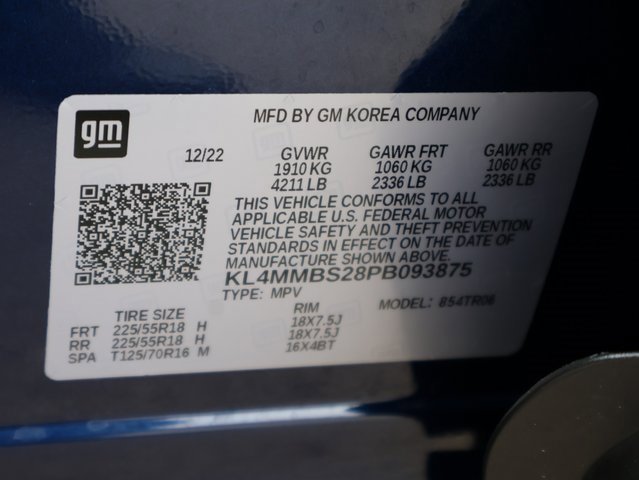 gm
MFD BY GM KOREA COMPANY
12/22 GVWR GAWR FRT GAWR RR
1910 KG 1060 KG 1060 KG
4211 LB 2336 LB 2336 LB
THIS VEHICLE CONFORMS TO ALL
APPLICABLE U.S. FEDERAL MOTOR
VEHICLE SAFETY AND THEFT PREVENTION
STANDARDS IN EFFECT ON THE DATE OF
MANUFACTURE SHOWN ABOVE.
KL4MMBS28PB093875
TYPE: MPV MODEL: 854TR06
TIRE SIZE RIM
FRT 225/55R18 H 18X7.5J
RR 225/55R18 H 18X7.5J
SPA T125/70R16 M 16X4BT